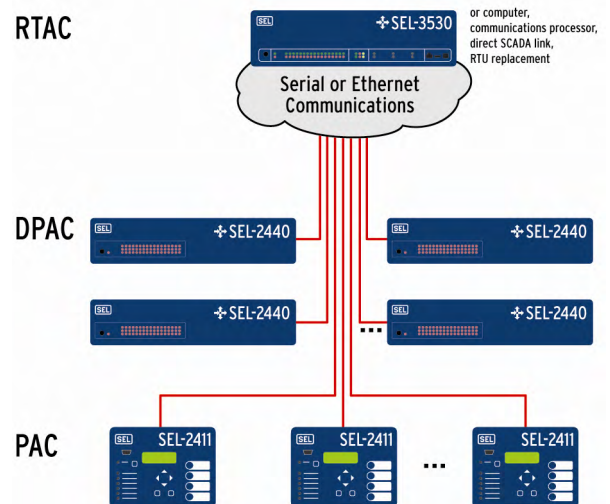 RTAC
SEL
SEL-3530
or computer,
communications processor,
direct SCADA link,
RTU replacement
Serial or Ethernet
Communications
DPAC
SEL
SEL-2440
SEL
SEL-2440
SEL
SEL-2440
...
SEL
SEL-2440
PAC
SEL
SEL-2411
SEL
SEL-2411
...
SEL
SEL-2411